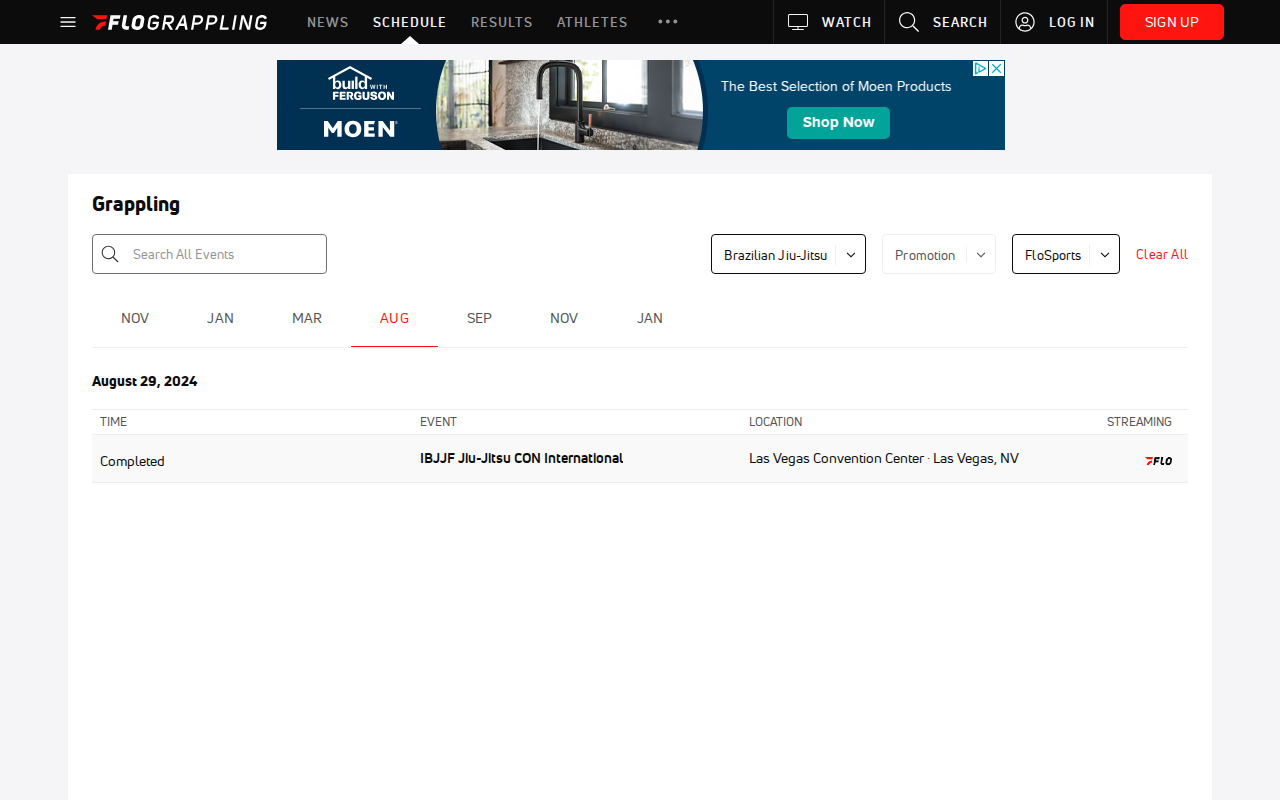 FLOGRAPPLING NEWS SCHEDULE RESULTS ATHLETES WATCH SEARCH LOG IN SIGN UP
build WITH FERGUSON
MOEN
The Best Selection of Moen Products
Shop Now
Grappling
Search All Events Brazilian Jiu-Jitsu Promotion FloSports Clear All
NOV JAN MAR AUG SEP NOV JAN
August 29, 2024
TIME EVENT LOCATION STREAMING
Completed IBJJF Jiu-Jitsu CON International Las Vegas Convention Center · Las Vegas, NV FLO